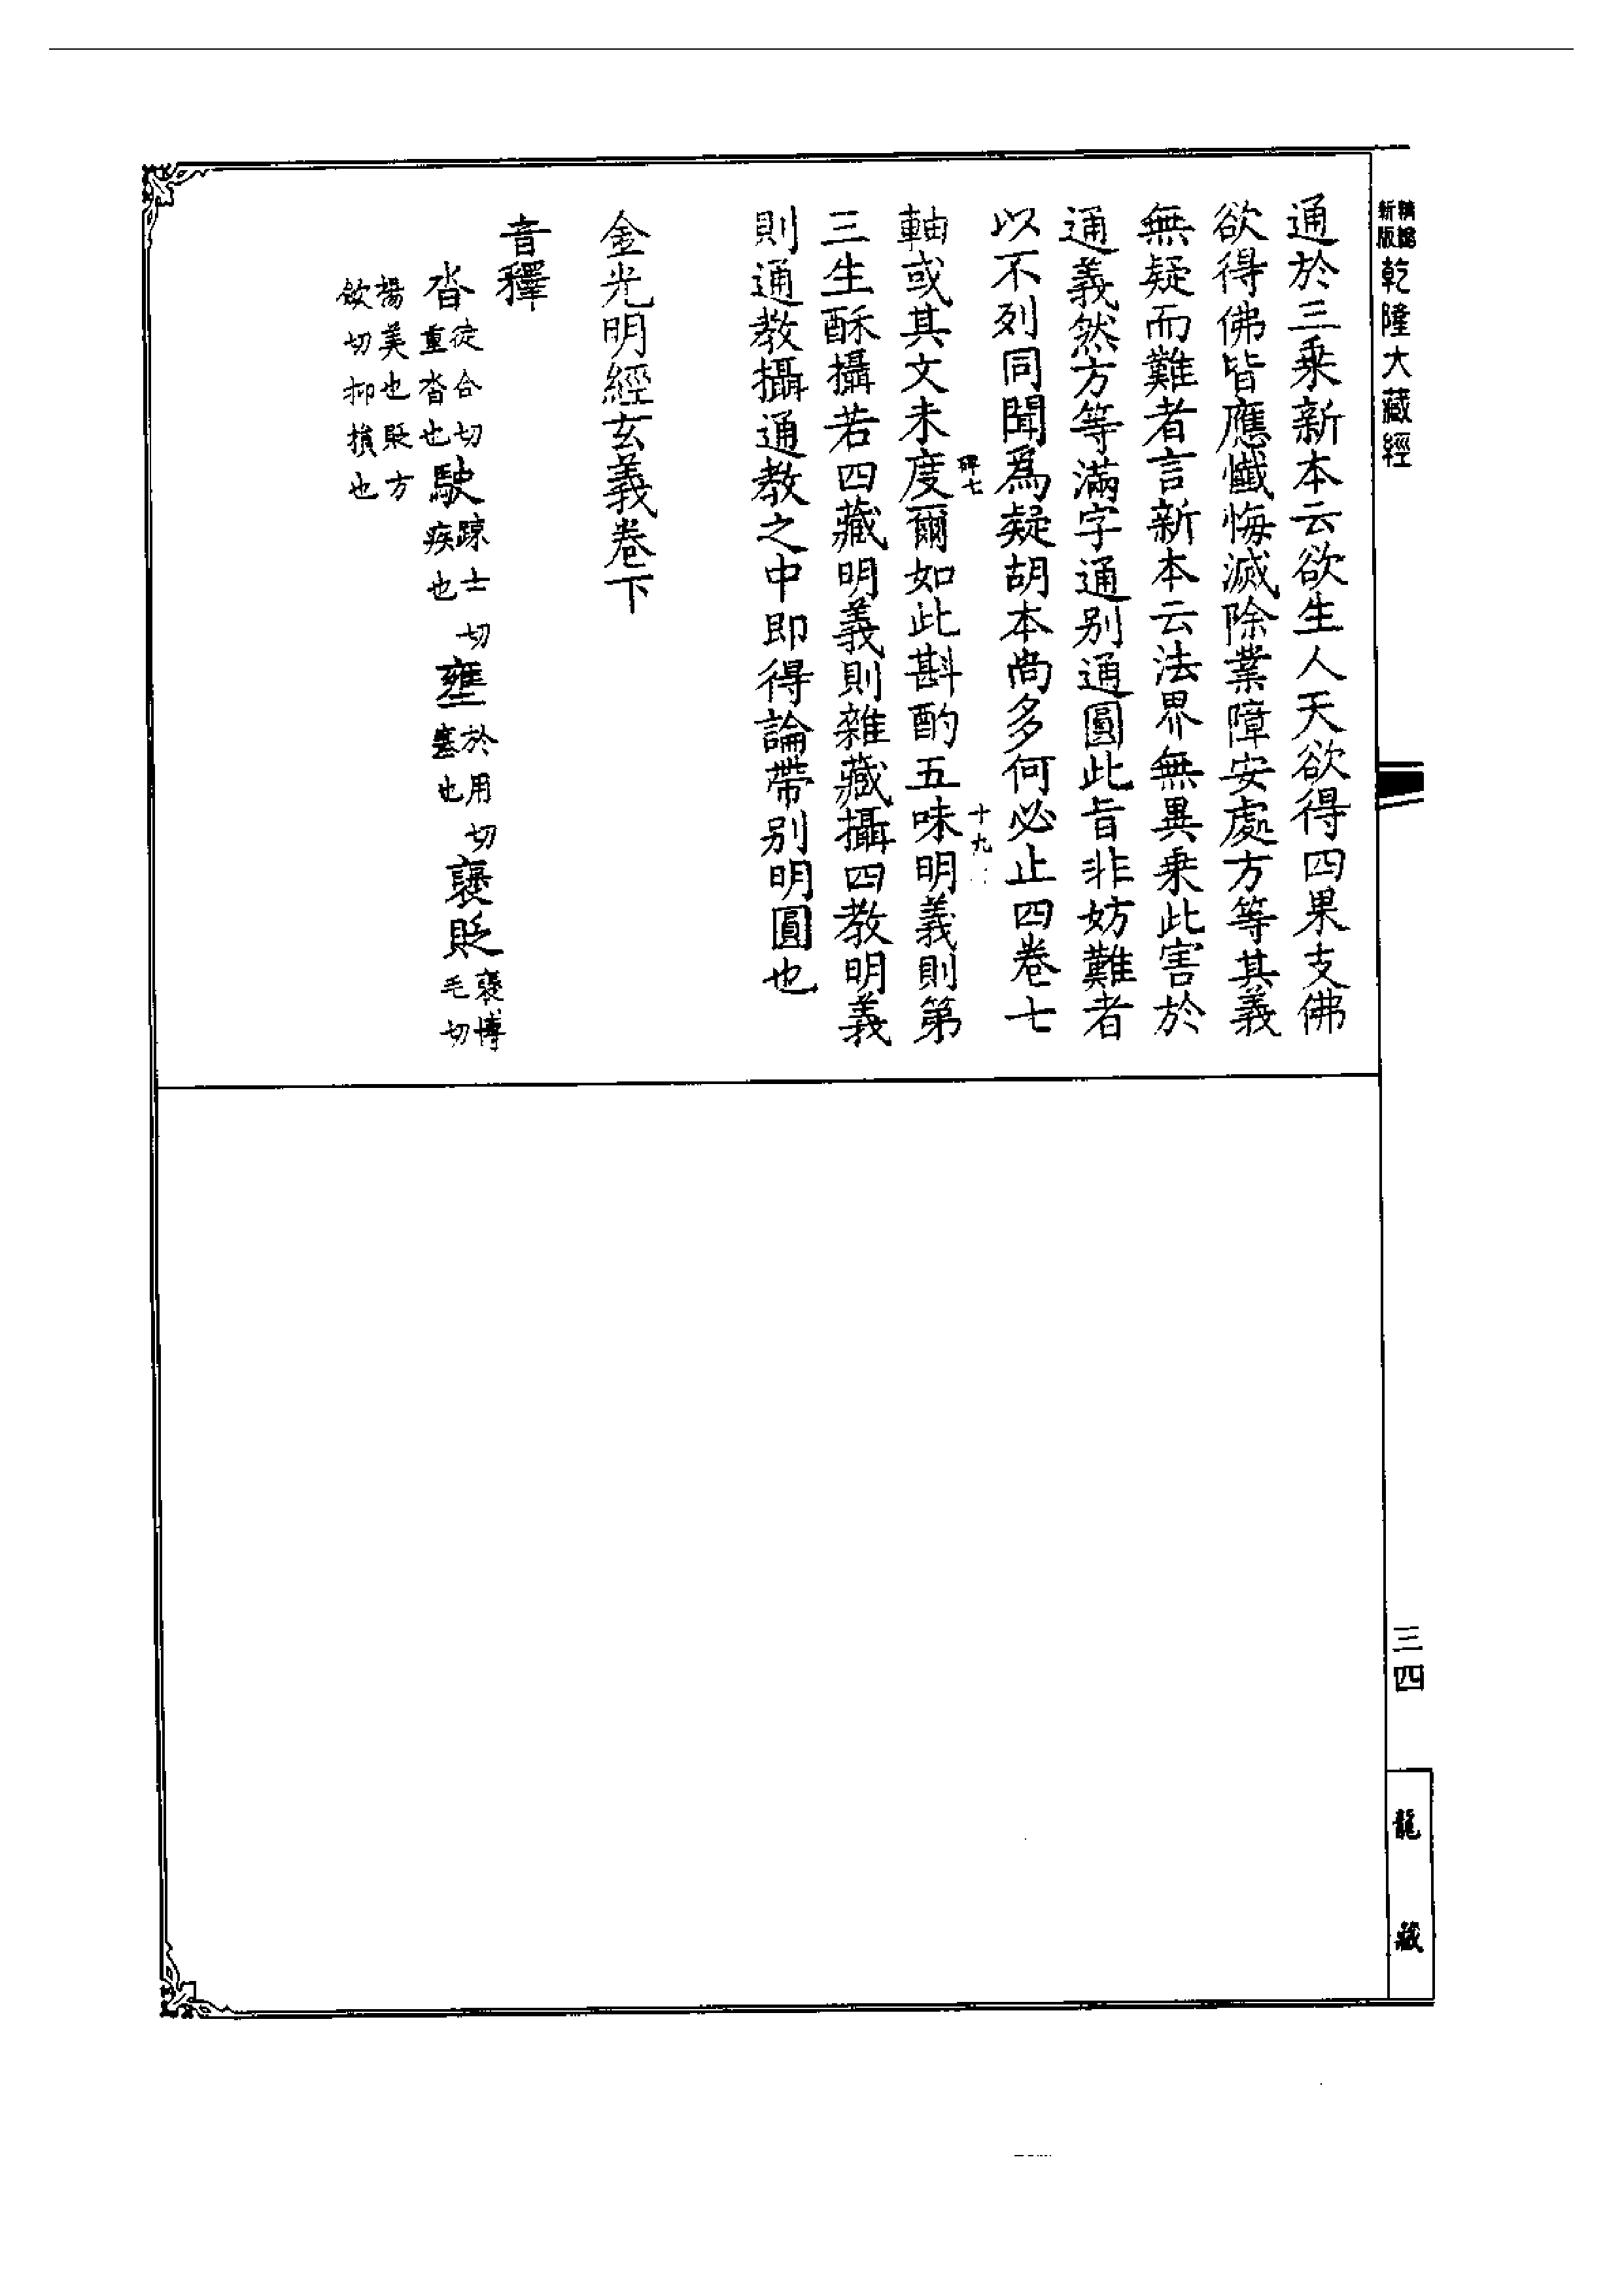 新編縮版
乾隆大藏經
通於三乘新本云欲生人天欲得四果支佛
欲得佛皆應懺悔滅除業障安處方等其義
無疑而難者言新本云法界無異乘此害於
通義然方等滿字通别通圓此旨非妨難者
以不列同聞爲疑胡本尚多何必止四卷七
軸或其文未度爾如此斟酌五味明義則第
三生酥攝若四藏明義則雜藏攝四教明義
則通教攝通教之中即得論帶别明圓也
金光明經玄義卷下
音釋
沓徒合切重沓也駛踈士切疾也壅於用切塞也褒貶褒博毛切
揚美也貶方斂切抑損也
十九
三四
龍藏